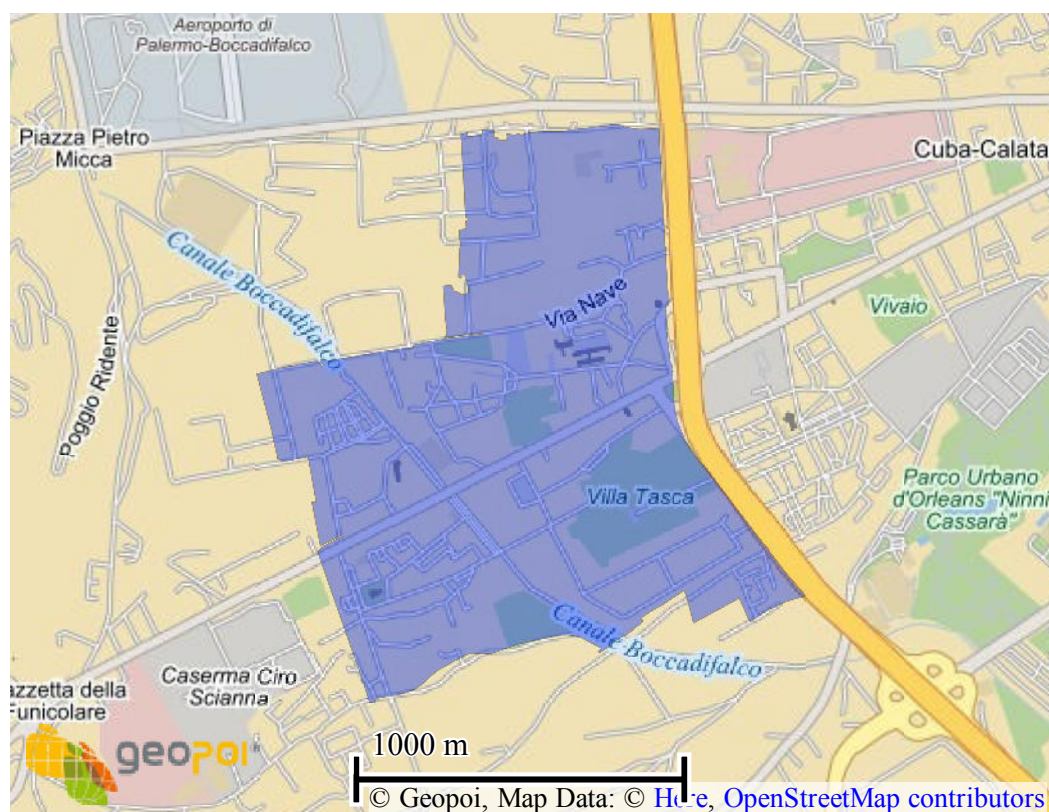 Aeroporto di
Palermo-Boccadifalco
Piazza Pietro
Micca
Cuba-Calata
Canale Boccadifalco
Via Nave
Vivaio
Poggio Ridente
Villa Tasca
Parco Urbano
d'Orleans "Ninni
Cassarà"
Canale Boccadifalco
Caserma Ciro
Scianna
azzetta della
Funicolare
geopoi®
1000 m
© Geopoi, Map Data: © Here, OpenStreetMap contributors